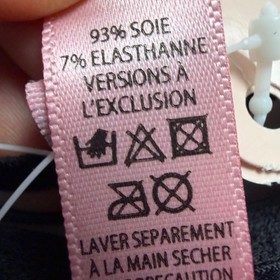 93% SOIE
7% ELASTHANNE
VERSIONS À
L'EXCLUSION
LAVER SEPAREMENT
À LA MAIN SECHER